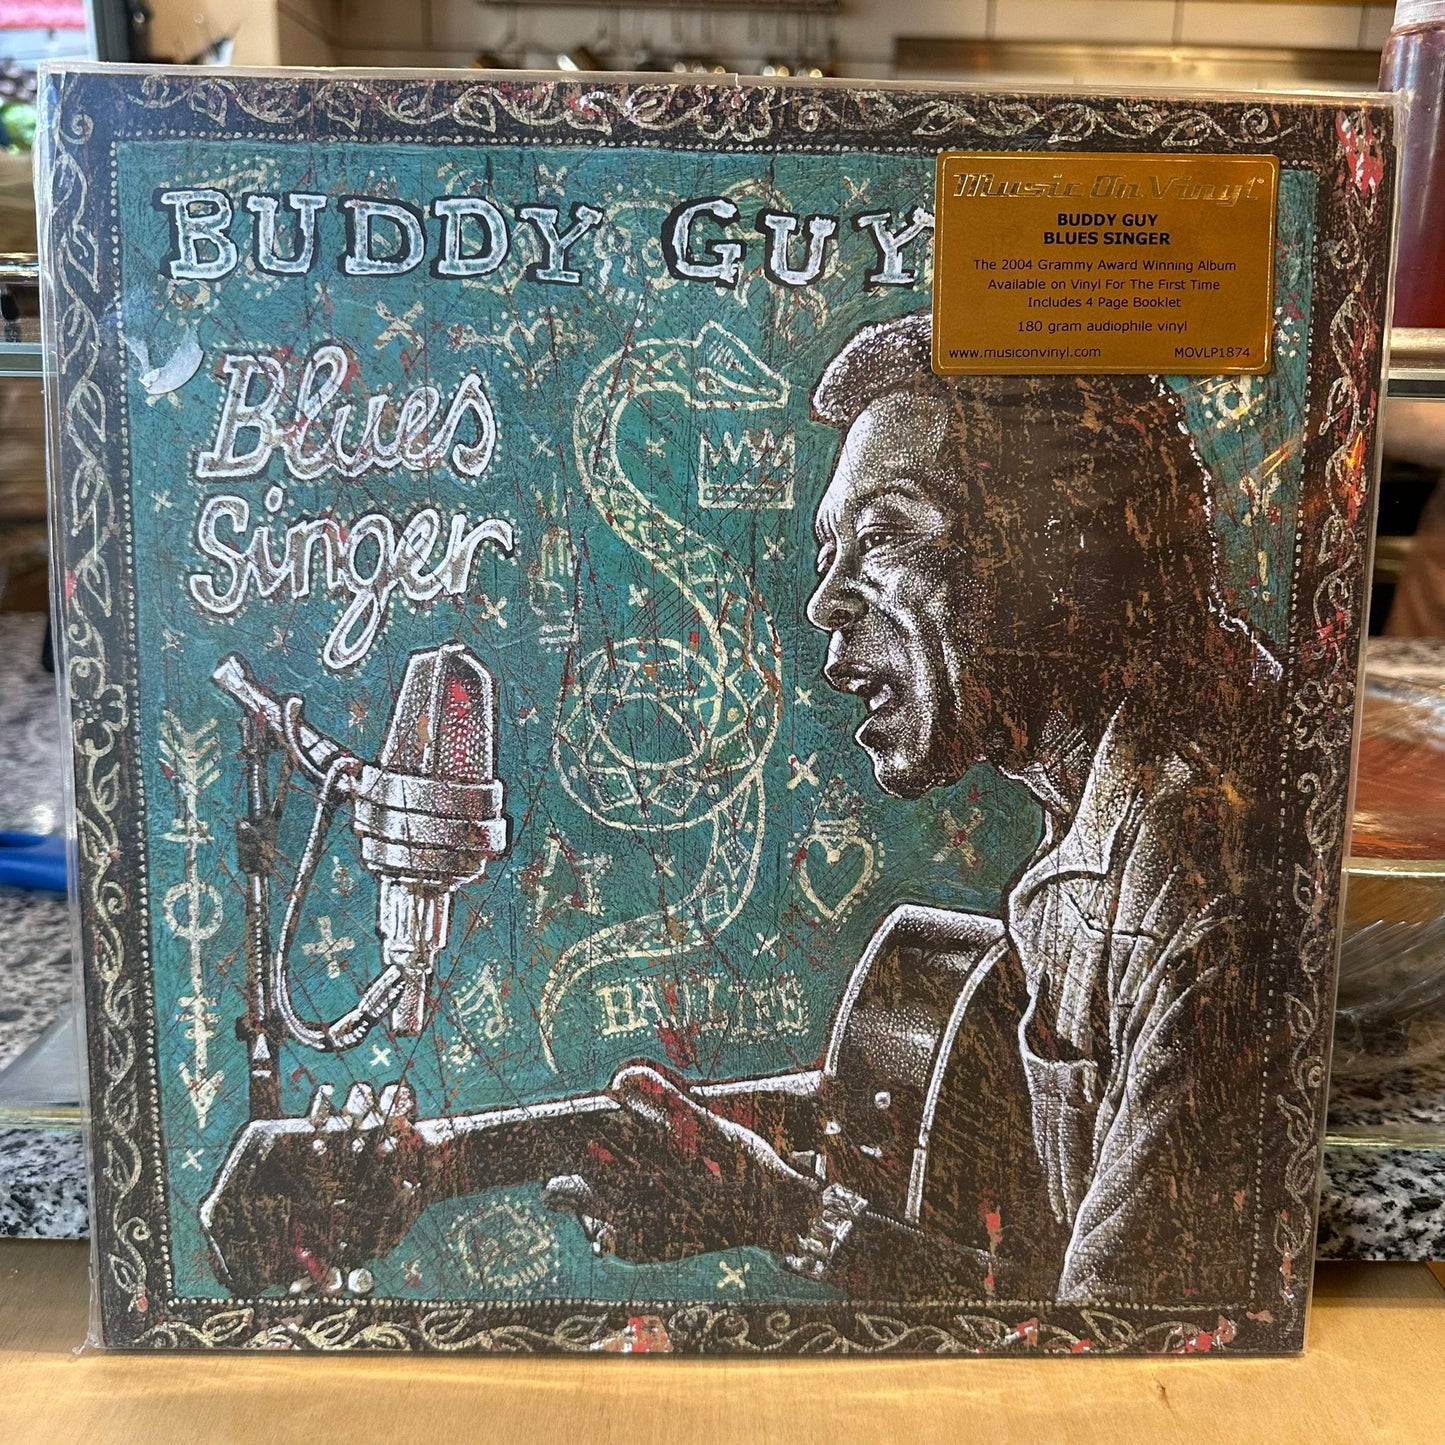 BUDDY GUY
Blues
Singer
Music On Vinyl
BUDDY GUY
BLUES SINGER
The 2004 Grammy Award Winning Album
Available on Vinyl For The First Time
Includes 4 Page Booklet
180 gram audiophile vinyl
www.musiconvinyl.com MOVLP1874